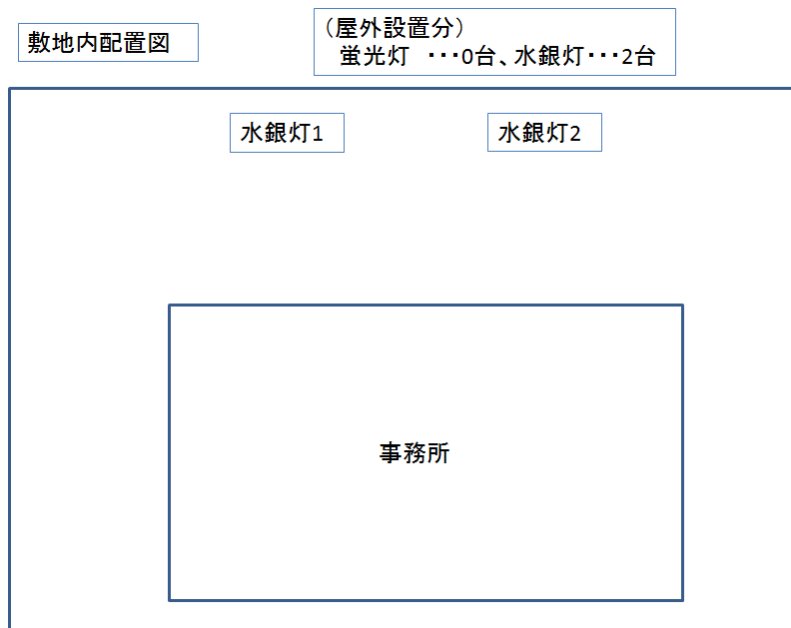 敷地内配置図
(屋外設置分)
蛍光灯 ・・・0台、水銀灯・・・2台
水銀灯1
水銀灯2
事務所